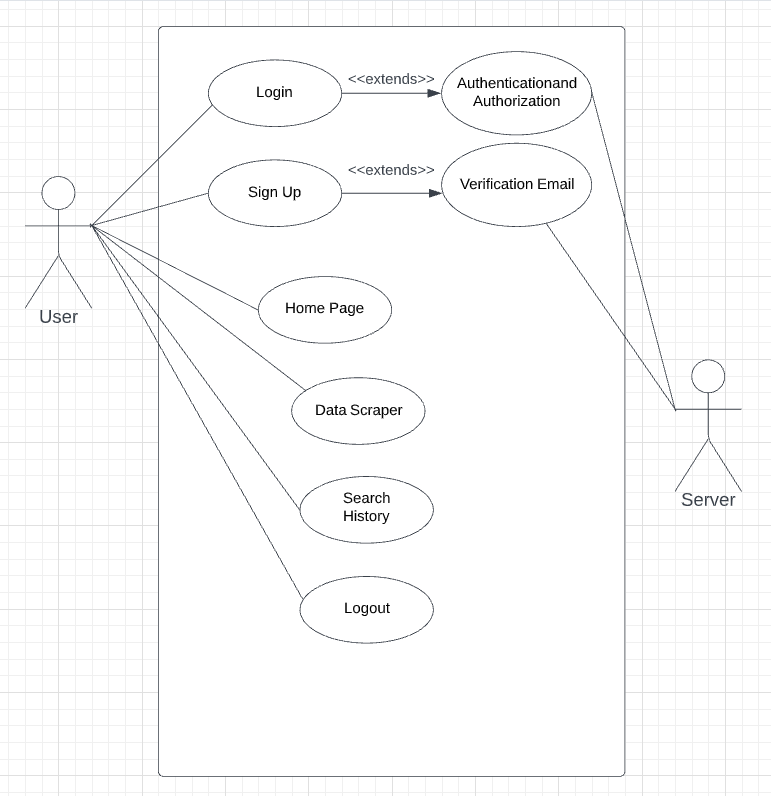 Login
<<extends>>
Authenticationand
Authorization
Sign Up
<<extends>>
Verification Email
User
Home Page
Data Scraper
Search
History
Server
Logout